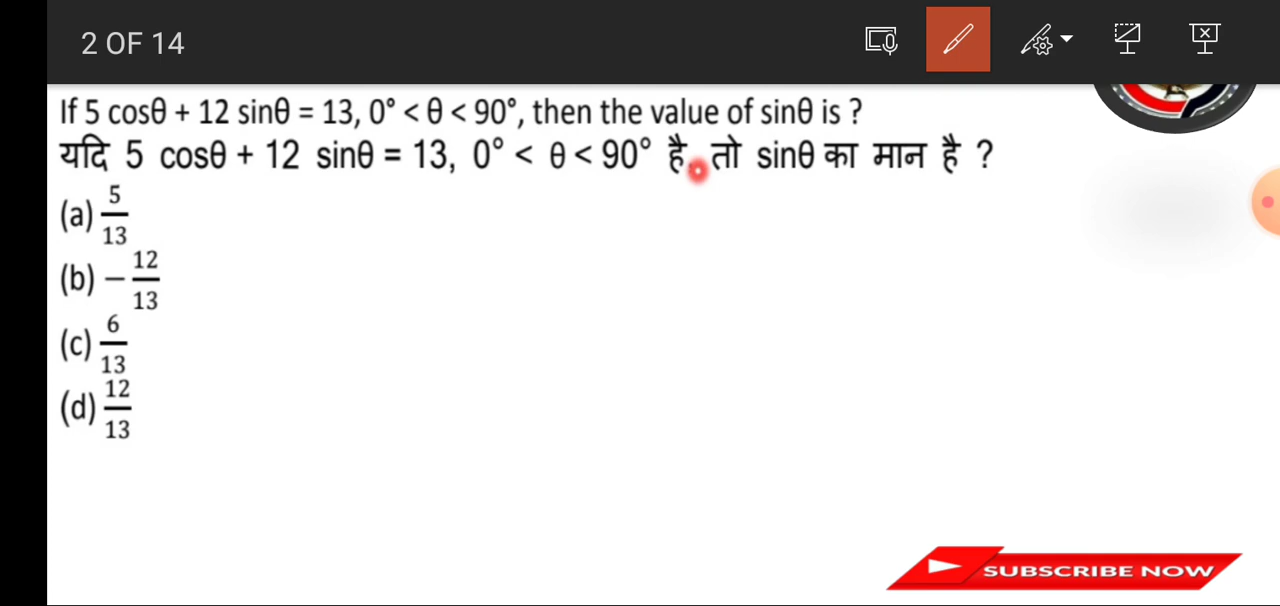 2 OF 14
If 5 cosθ + 12 sinθ = 13, 0° < θ < 90°, then the value of sinθ is ?
यदि 5 cosθ + 12 sinθ = 13, 0° < θ < 90° है, तो sinθ का मान है ?
(a) 5/13
(b) − 12/13
(c) 6/13
(d) 12/13
SUBSCRIBE NOW